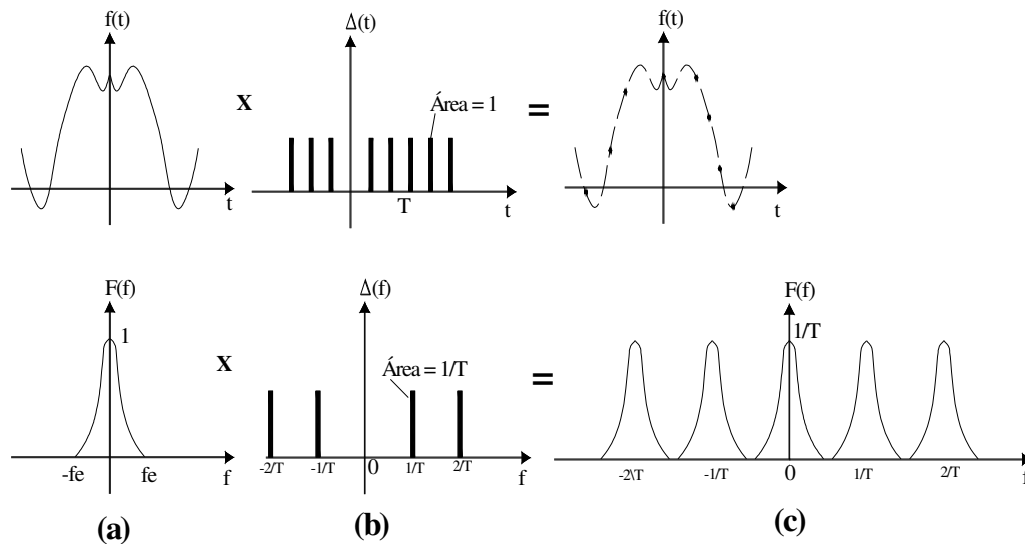 f(t)
t
X
Δ(t)
Área = 1
T
t
=
f(t)
t
F(f)
1
-fe
fe
f
X
Δ(f)
Área = 1/T
-2/T
-1/T
0
1/T
2/T
f
=
F(f)
1/T
-2\T
-1/T
0
1/T
2/T
f
(a)
(b)
(c)